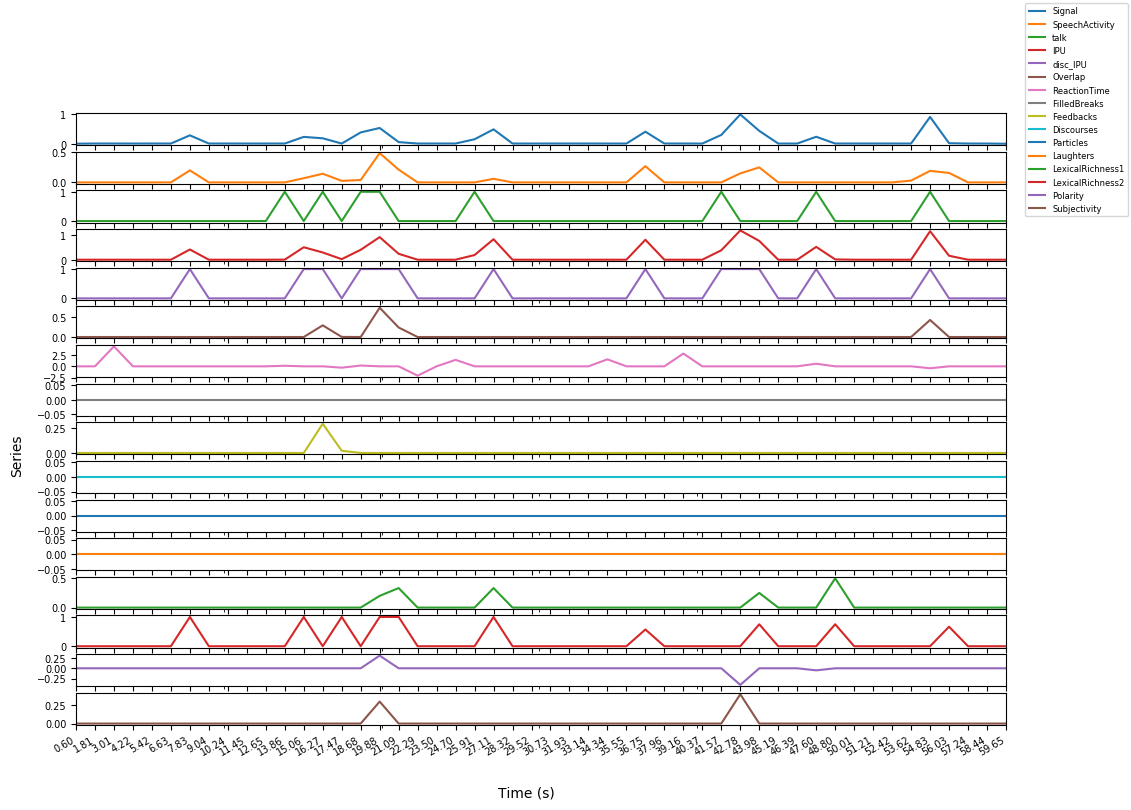 Signal
SpeechActivity
talk
IPU
disc_IPU
Overlap
ReactionTime
FilledBreaks
Feedbacks
Discourses
Particles
Laughters
LexicalRichness1
LexicalRichness2
Polarity
Subjectivity
1
0
0.5
0.0
1
0
1
0
1
0
0.5
0.0
2.5
0.0
−2.5
0.05
0.00
−0.05
0.25
0.00
0.05
0.00
−0.05
0.05
0.00
−0.05
0.05
0.00
−0.05
0.5
0.0
1
0
0.25
0.00
−0.25
0.25
0.00
Series
0.60 1.81 3.01 4.22 5.42 6.63 7.83 9.04 10.24 11.45 12.65 13.86 15.06 16.27 17.47 18.68 19.88 21.09 22.29 23.50 24.70 25.91 27.11 28.32 29.52 30.73 31.93 33.14 34.34 35.55 36.75 37.96 39.16 40.37 41.57 42.78 43.98 45.19 46.39 47.60 48.80 50.01 51.21 52.42 53.62 54.83 56.03 57.24 58.44 59.65
Time (s)